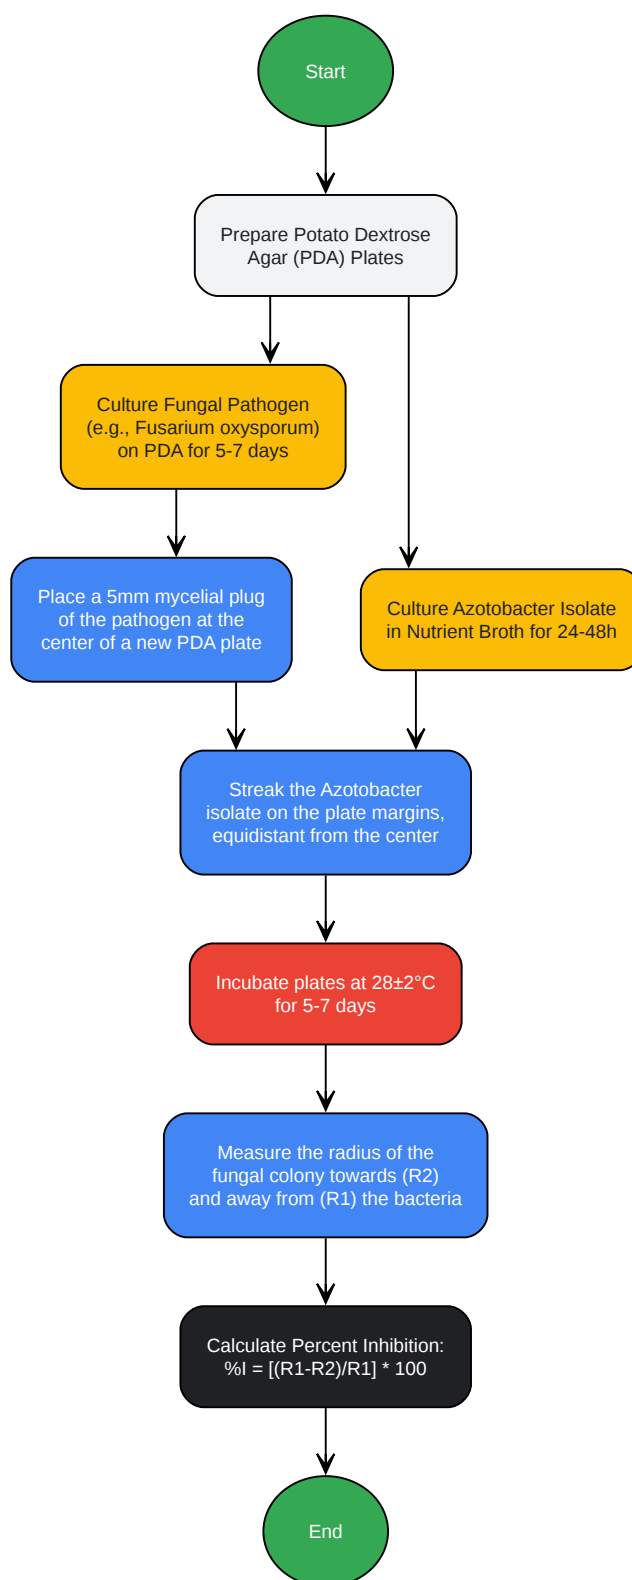 Start
Prepare Potato Dextrose
Agar (PDA) Plates
Culture Fungal Pathogen
(e.g., Fusarium oxysporum)
on PDA for 5-7 days
Place a 5mm mycelial plug
of the pathogen at the
center of a new PDA plate
Culture Azotobacter Isolate
in Nutrient Broth for 24-48h
Streak the Azotobacter
isolate on the plate margins,
equidistant from the center
Incubate plates at 28±2°C
for 5-7 days
Measure the radius of the
fungal colony towards (R2)
and away from (R1) the bacteria
Calculate Percent Inhibition:
%I = [(R1-R2)/R1] * 100
End